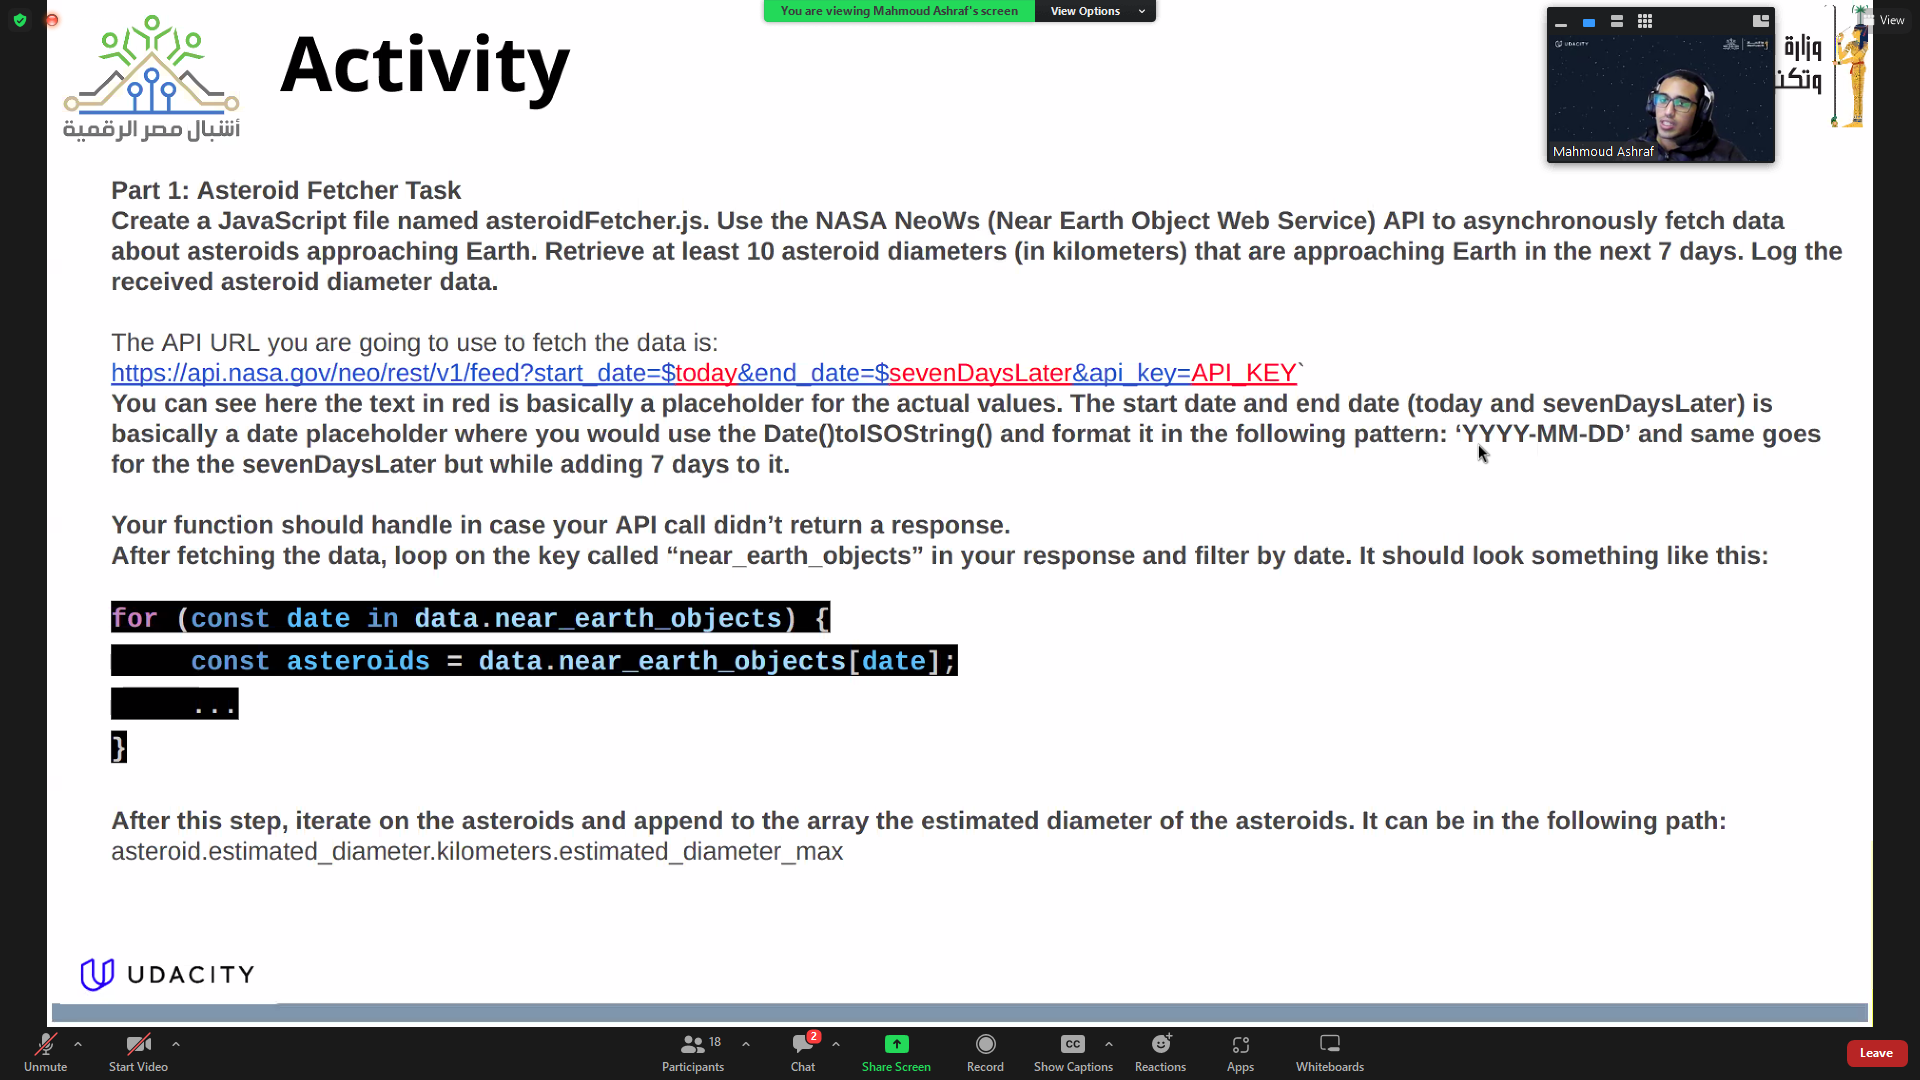 You are viewing Mahmoud Ashraf's screen
View Options
View
Activity
أشبال مصر الرقمية
وزارة
UDACITY
Mahmoud Ashraf
Part 1: Asteroid Fetcher Task
Create a JavaScript file named asteroidFetcher.js. Use the NASA NeoWs (Near Earth Object Web Service) API to asynchronously fetch data
about asteroids approaching Earth. Retrieve at least 10 asteroid diameters (in kilometers) that are approaching Earth in the next 7 days. Log the
received asteroid diameter data.
The API URL you are going to use to fetch the data is:
https://api.nasa.gov/neo/rest/v1/feed?start_date=$today&end_date=$sevenDaysLater&api_key=API_KEY`
You can see here the text in red is basically a placeholder for the actual values. The start date and end date (today and sevenDaysLater) is
basically a date placeholder where you would use the Date()toISOString() and format it in the following pattern: ‘YYYY-MM-DD’ and same goes
for the the sevenDaysLater but while adding 7 days to it.
Your function should handle in case your API call didn’t return a response.
After fetching the data, loop on the key called “near_earth_objects” in your response and filter by date. It should look something like this:
for (const date in data.near_earth_objects) {
const asteroids = data.near_earth_objects[date];
...
}
After this step, iterate on the asteroids and append to the array the estimated diameter of the asteroids. It can be in the following path:
asteroid.estimated_diameter.kilometers.estimated_diameter_max
UDACITY
Unmute
Start Video
18
Participants
2
Chat
Share Screen
Record
CC
Show Captions
Reactions
Apps
Whiteboards
Leave